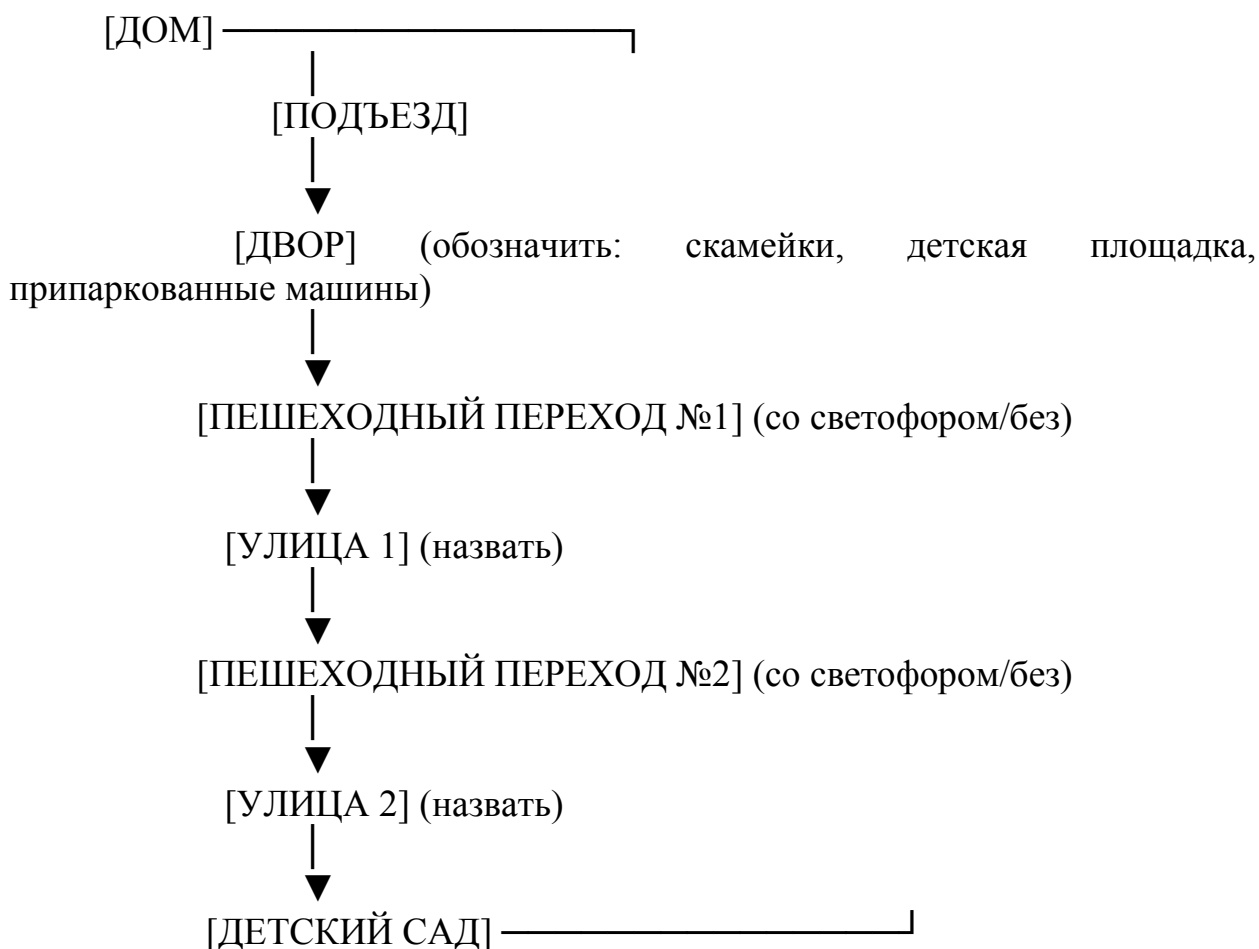 [ДОМ]
[ПОДЪЕЗД]
[ДВОР] (обозначить: скамейки, детская площадка,
припаркованные машины)
[ПЕШЕХОДНЫЙ ПЕРЕХОД №1] (со светофором/без)
[УЛИЦА 1] (назвать)
[ПЕШЕХОДНЫЙ ПЕРЕХОД №2] (со светофором/без)
[УЛИЦА 2] (назвать)
[ДЕТСКИЙ САД]